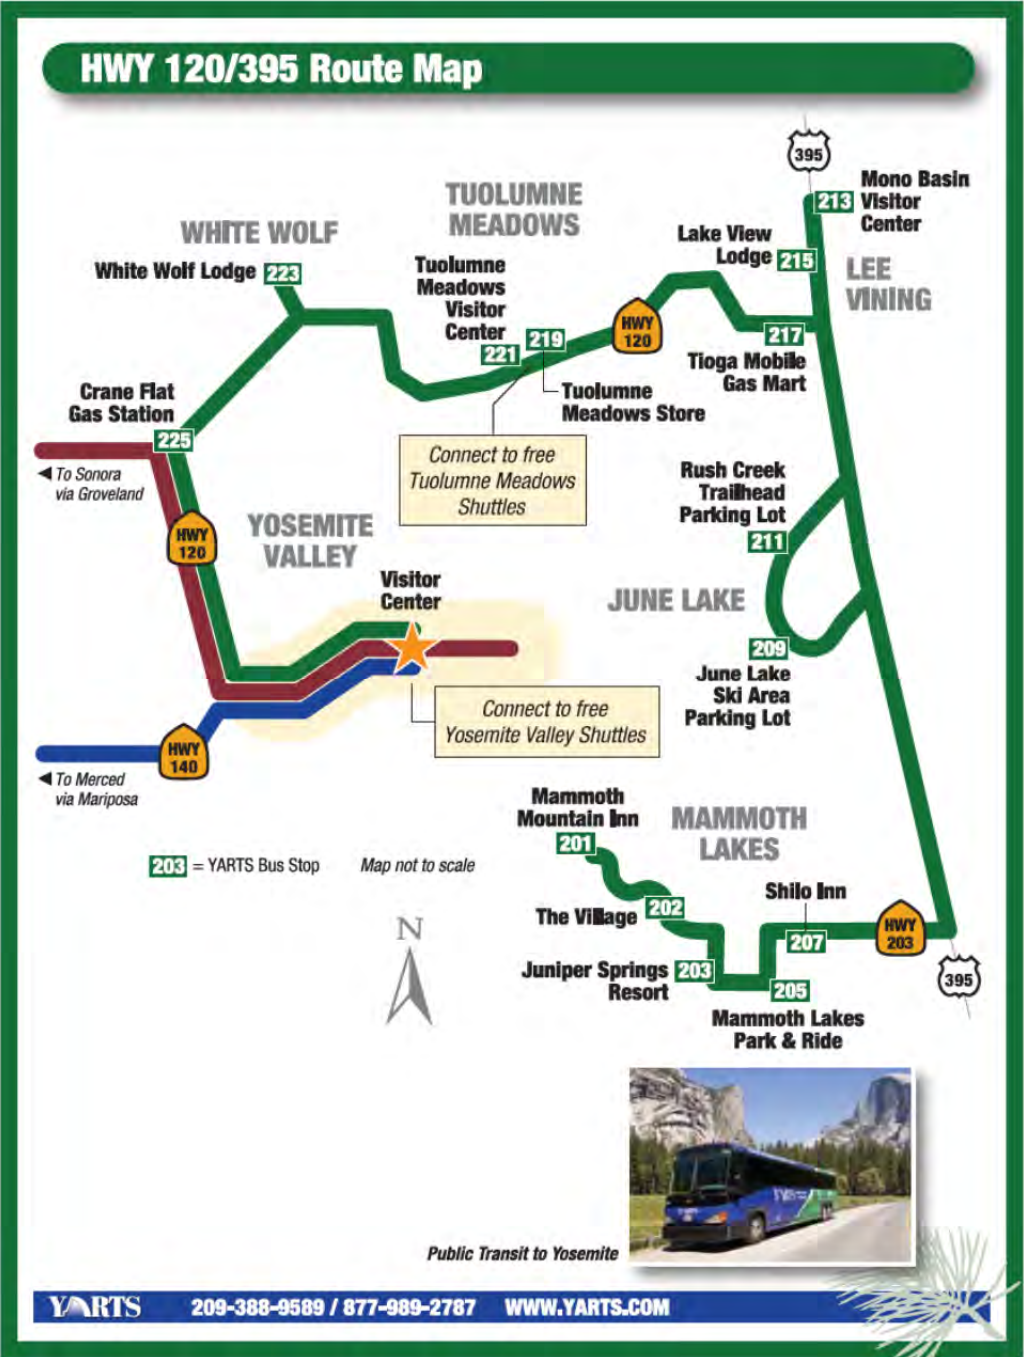 HWY 120/395 Route Map
395
Mono Basin
213 Visitor
Center
TUOLUMNE
MEADOWS
WHITE WOLF
Lake View
Lodge 215
LEE
VINING
White Wolf Lodge 223
Tuolumne
Meadows
Visitor
Center
221
219
HWY
120
217
Tioga Mobile
Gas Mart
Tuolumne
Meadows Store
Crane Flat
Gas Station
225
To Sonora
via Groveland
Connect to free
Tuolumne Meadows
Shuttles
Rush Creek
Trailhead
Parking Lot
211
HWY
120
YOSEMITE
VALLEY
Visitor
Center
JUNE LAKE
209
June Lake
Ski Area
Parking Lot
Connect to free
Yosemite Valley Shuttles
HWY
140
To Merced
via Mariposa
Mammoth
Mountain Inn
201
MAMMOTH
LAKES
203 = YARTS Bus Stop
Map not to scale
Shilo Inn
The Village 202
207
HWY
203
N
Juniper Springs 203
Resort
205
395
Mammoth Lakes
Park & Ride
YARTS
Public Transit to Yosemite
YARTS
209-388-9589 / 877-989-2787
WWW.YARTS.COM